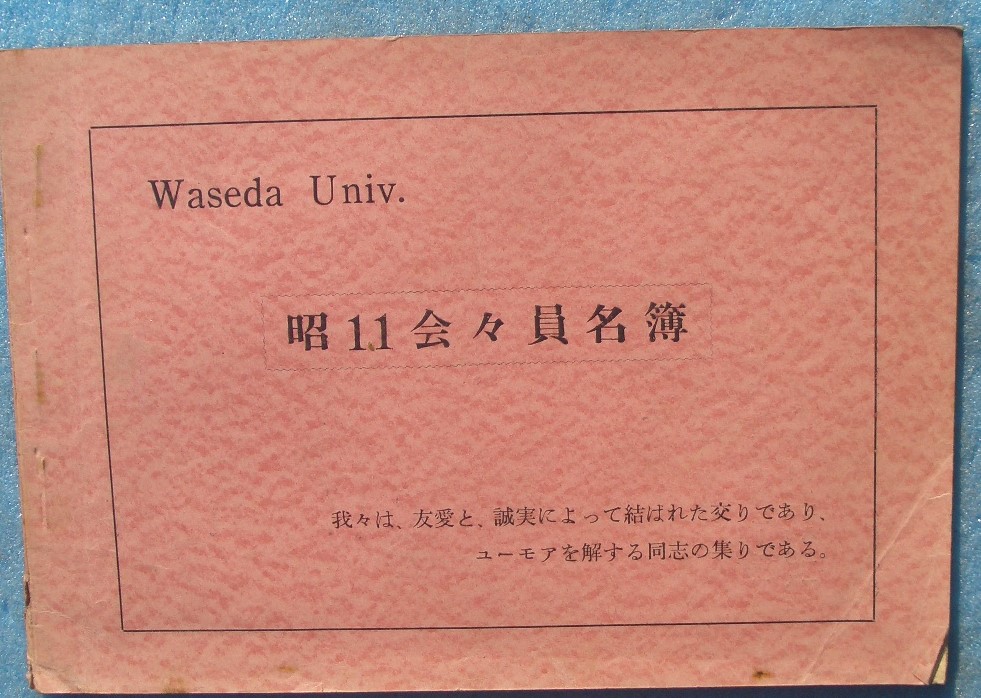 Waseda Univ.
昭11会々員名簿
我々は、友愛と、誠実によって結ばれた交りであり、
ユーモアを解する同志の集りである。